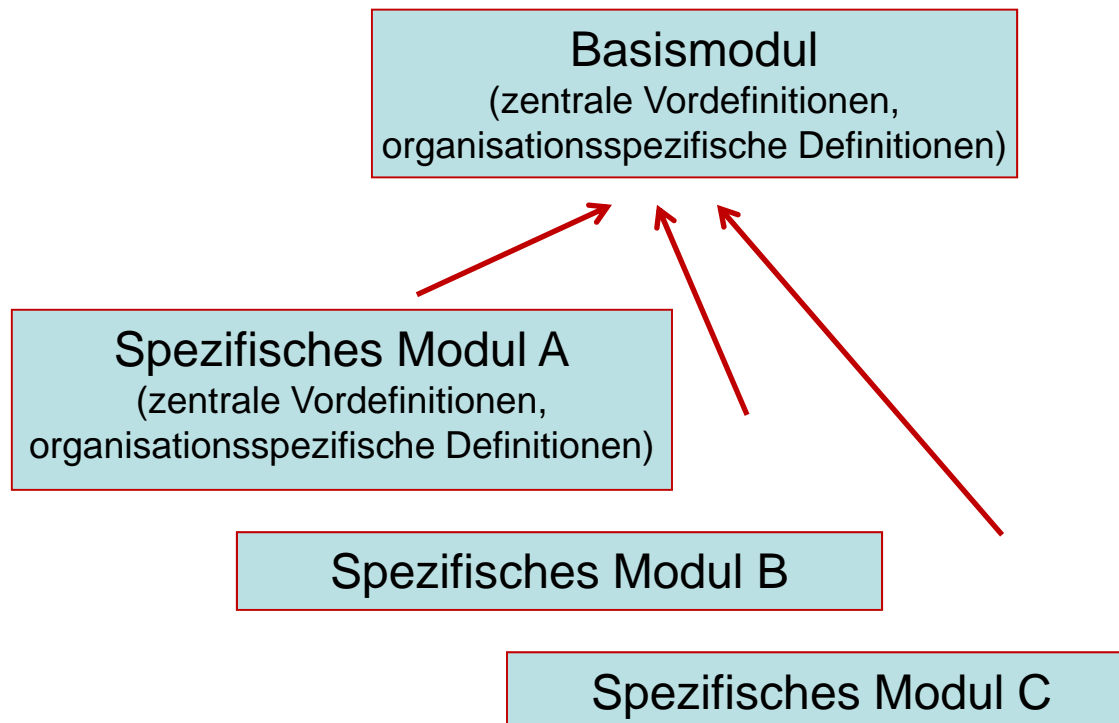 Basismodul
(zentrale Vordefinitionen,
organisationsspezifische Definitionen)
Spezifisches Modul A
(zentrale Vordefinitionen,
organisationsspezifische Definitionen)
Spezifisches Modul B
Spezifisches Modul C